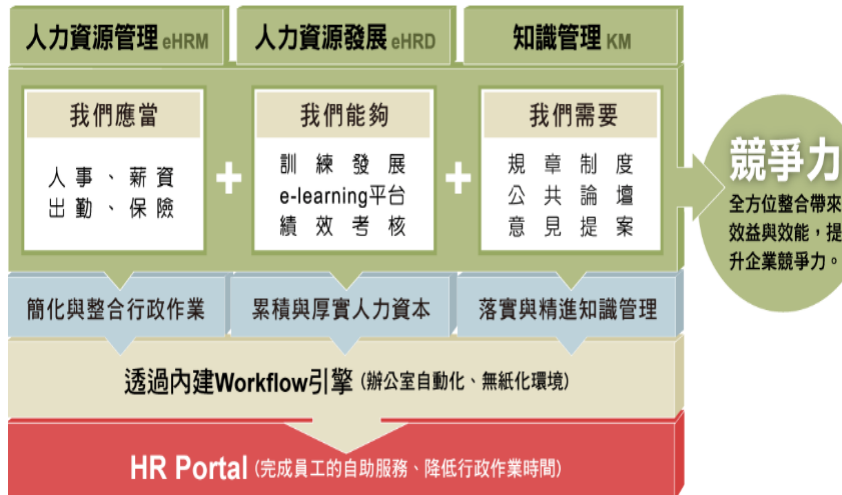 人力資源管理 eHRM
人力資源發展 eHRD
知識管理 KM
我們應當
人事、薪資
出勤、保險
+
我們能夠
訓練發展
e-learning平台
績效考核
+
我們需要
規章制度
公共論壇
意見提案
競爭力
全方位整合帶來
效益與效能，提
升企業競爭力。
簡化與整合行政作業
累積與厚實人力資本
落實與精進知識管理
透過內建Workflow引擎 (辦公室自動化、無紙化環境)
HR Portal (完成員工的自助服務、降低行政作業時間)